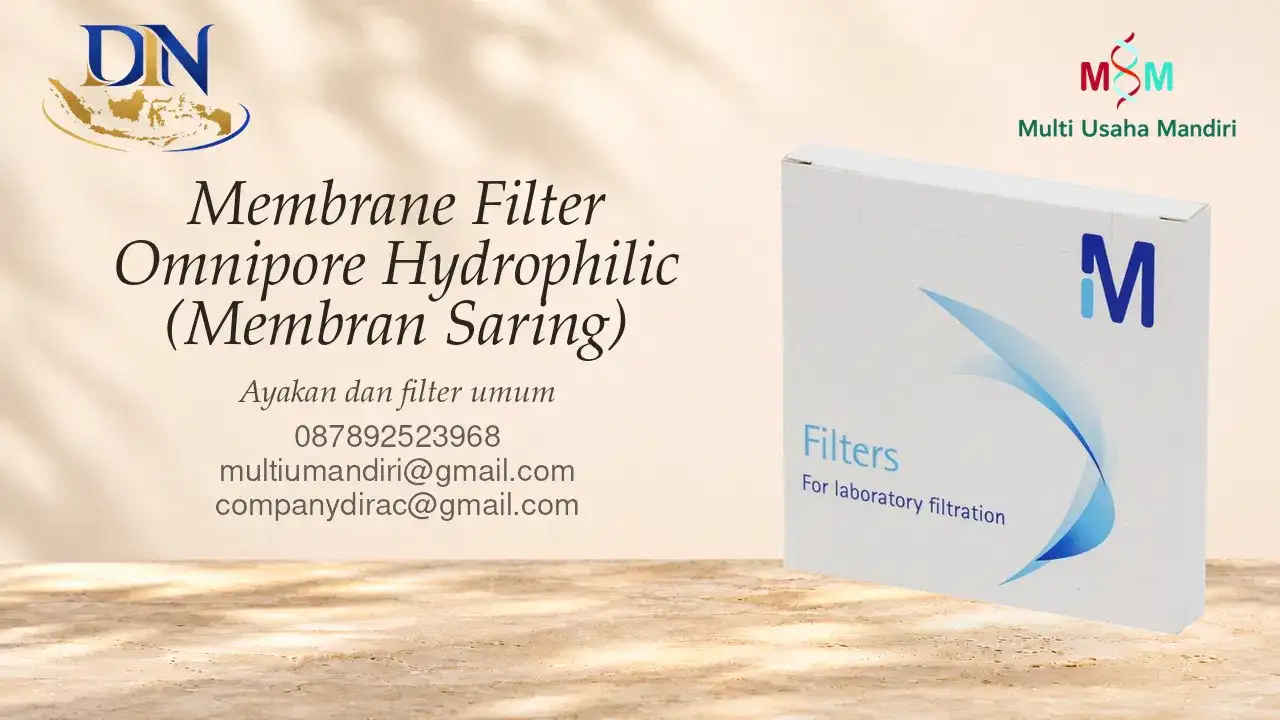 DIN
M M
Multi Usaha Mandiri
Membrane Filter
Omnipore Hydrophilic
(Membran Saring)
Ayakan dan filter umum
087892523968
multiumandiri@gmail.com
companydirac@gmail.com
M
Filters
For laboratory filtration